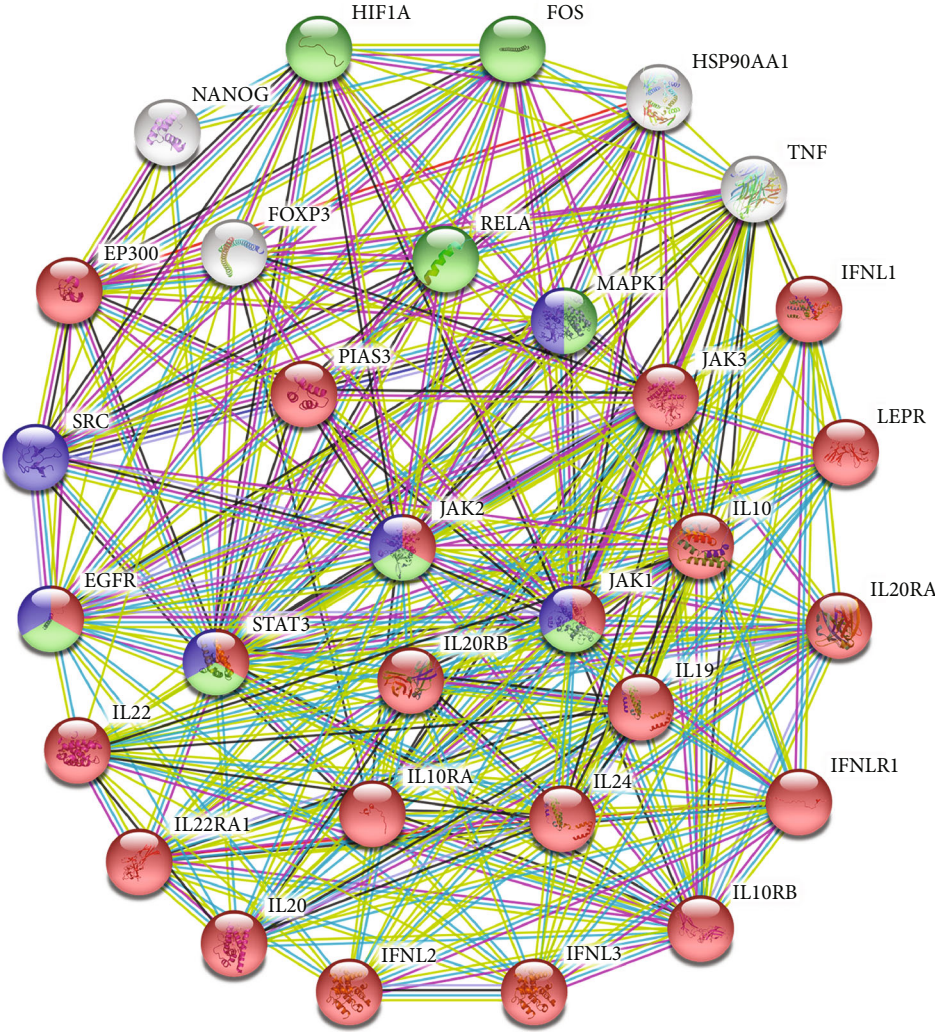 HIF1A
FOS
HSP90AA1
NANOG
TNF
FOXP3
RELA
EP300
IFNL1
MAPK1
PIAS3
JAK3
SRC
LEPR
JAK2
IL10
EGFR
JAK1
IL20RA
STAT3
IL20RB
IL19
IL22
IL10RA
IL24
IFNLR1
IL22RA1
IL10RB
IL20
IFNL2
IFNL3